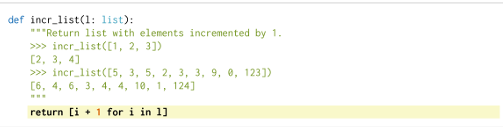 def incr_list(l: list):
    """Return list with elements incremented by 1.
    >>> incr_list([1, 2, 3])
    [2, 3, 4]
    >>> incr_list([5, 3, 5, 2, 3, 3, 9, 0, 123])
    [6, 4, 6, 3, 4, 4, 10, 1, 124]
    """
    return [i + 1 for i in l]